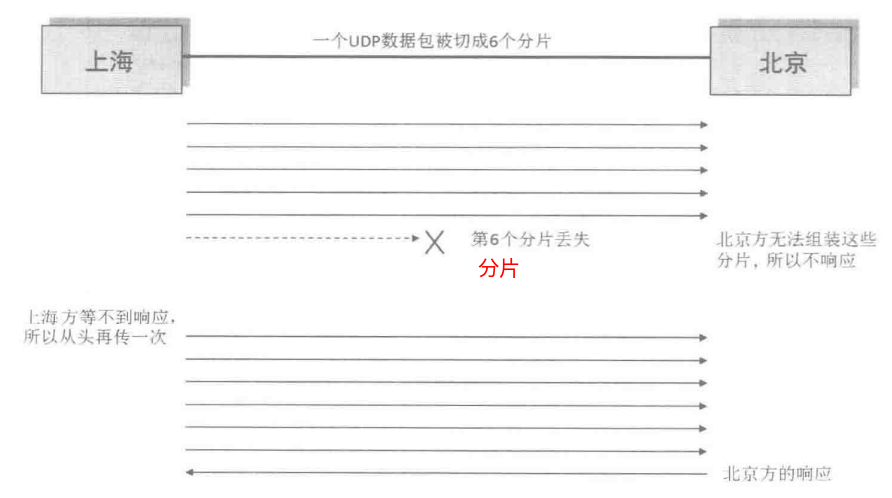 一个UDP数据包被切成6个分片
上海
北京
第6个分片丢失
分片
北京方无法组装这些
分片，所以不响应
上海方等不到响应，
所以从头再传一次
北京方的响应